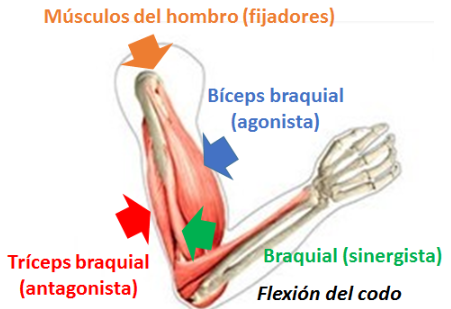 Músculos del hombro (fijadores)
Bíceps braquial
(agonista)
Tríceps braquial
(antagonista)
Braquial (sinergista)
Flexión del codo